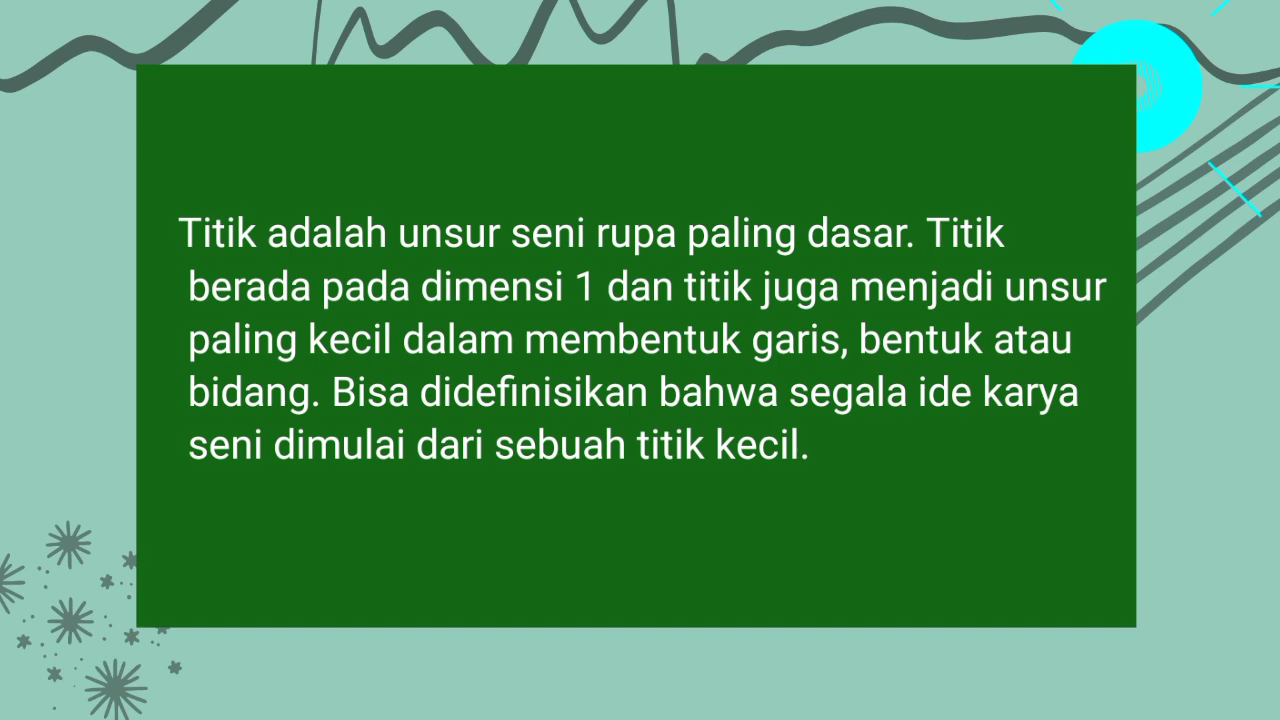 Titik adalah unsur seni rupa paling dasar. Titik
berada pada dimensi 1 dan titik juga menjadi unsur
paling kecil dalam membentuk garis, bentuk atau
bidang. Bisa didefinisikan bahwa segala ide karya
seni dimulai dari sebuah titik kecil.